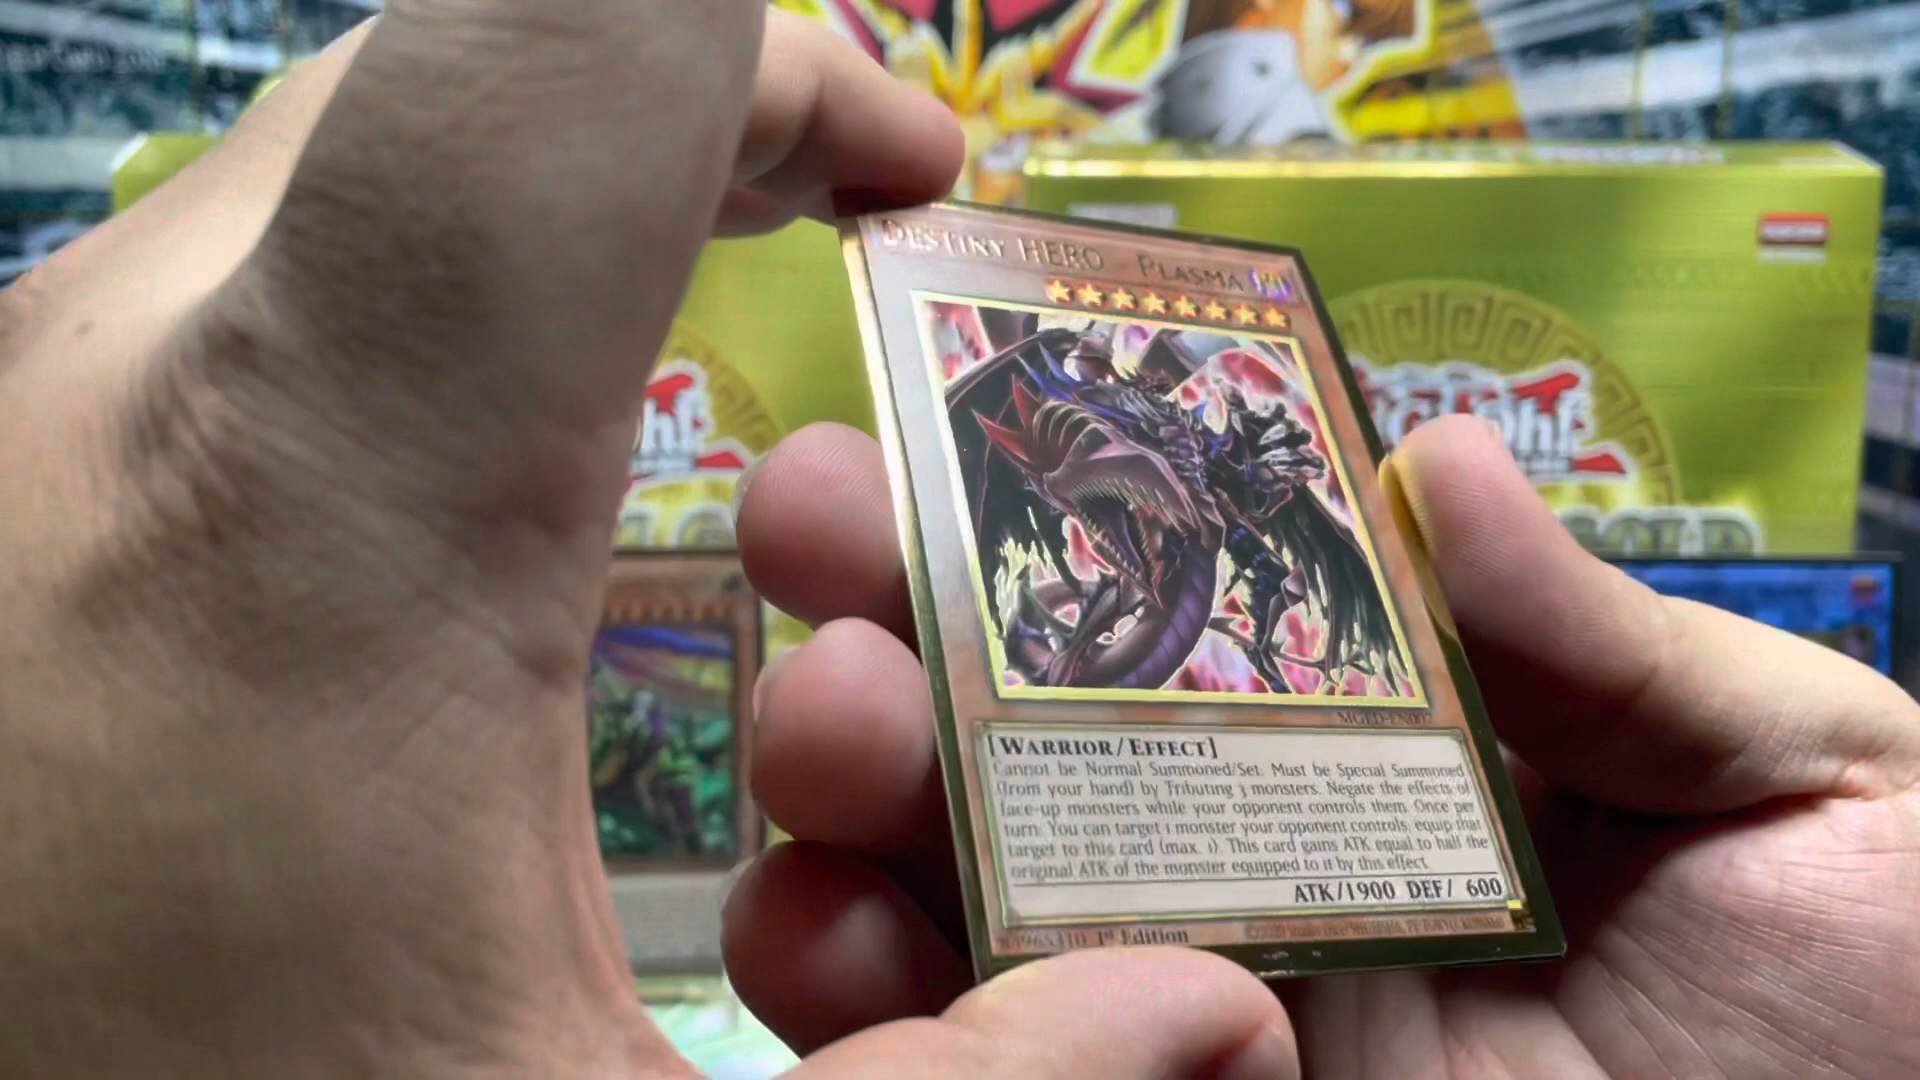 DESTINY HERO - PLASMA
MGED-EN007
[WARRIOR/EFFECT]
Cannot be Normal Summoned/Set. Must be Special Summoned
(from your hand) by Tributing 3 monsters. Negate the effects of
face-up monsters while your opponent controls them. Once per
turn: You can target 1 monster your opponent controls; equip that
target to this card (max. 1). This card gains ATK equal to half the
original ATK of the monster equipped to it by this effect.
ATK/1900 DEF/ 600
1st Edition
GOLD